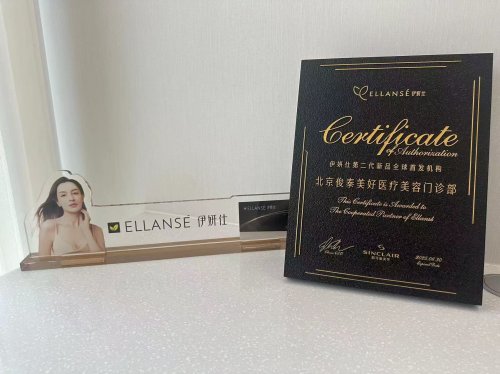 ELLANSÉ 伊妍仕
ELLANSÉ 伊妍仕
ELLANSÉ
Certificate
of Authorization
伊妍仕第二代新品全球首发机构
北京俊泰美好医疗美容门诊部
This Certificate is Awarded to
The Cooperated Partner of Ellansé
SINCLAIR